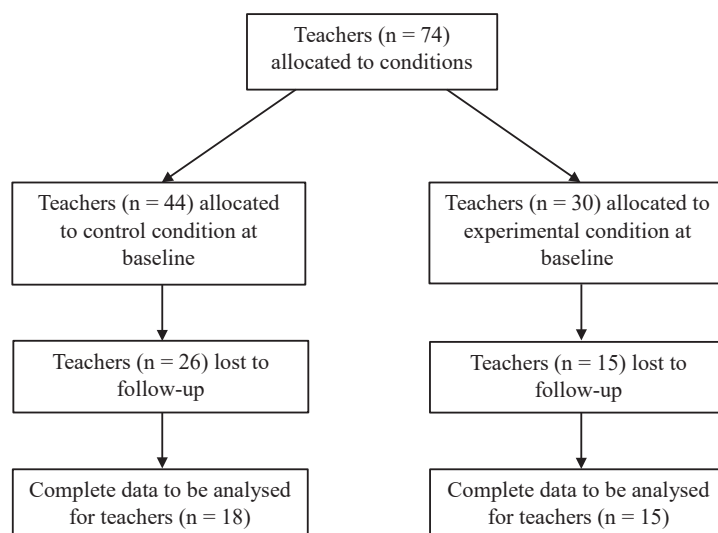 Teachers (n = 74)
allocated to conditions
Teachers (n = 44) allocated
to control condition at
baseline
Teachers (n = 30) allocated to
experimental condition at
baseline
Teachers (n = 26) lost to
follow-up
Teachers (n = 15) lost to
follow-up
Complete data to be analysed
for teachers (n = 18)
Complete data to be analysed
for teachers (n = 15)